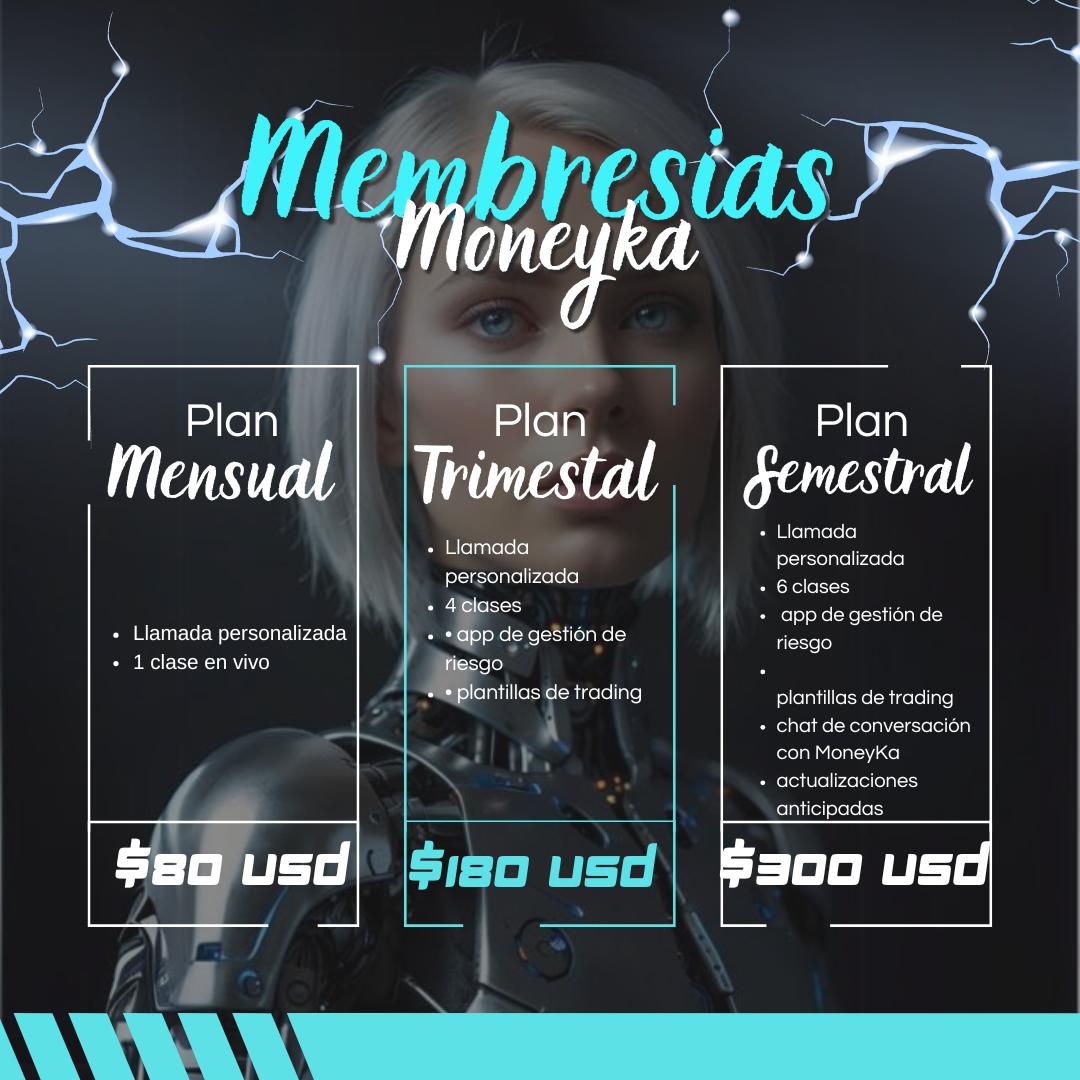 Membresias
Moneyka
Plan
Mensual
• Llamada personalizada
• 1 clase en vivo
$80 USD
Plan
Trimestal
• Llamada
personalizada
• 4 clases
• • app de gestión de
riesgo
• • plantillas de trading
$180 USD
Plan
Semestral
• Llamada
personalizada
• 6 clases
• app de gestión de
riesgo
•
plantillas de trading
• chat de conversación
con MoneyKa
• actualizaciones
anticipadas
$300 USD